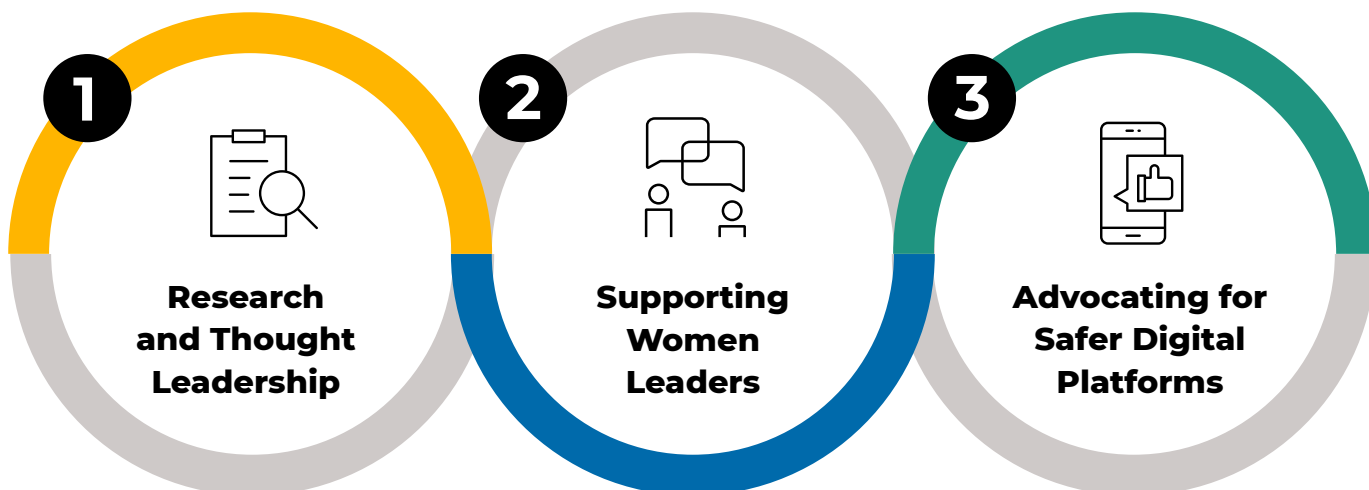 1
Research
and Thought
Leadership
2
Supporting
Women
Leaders
3
Advocating for
Safer Digital
Platforms